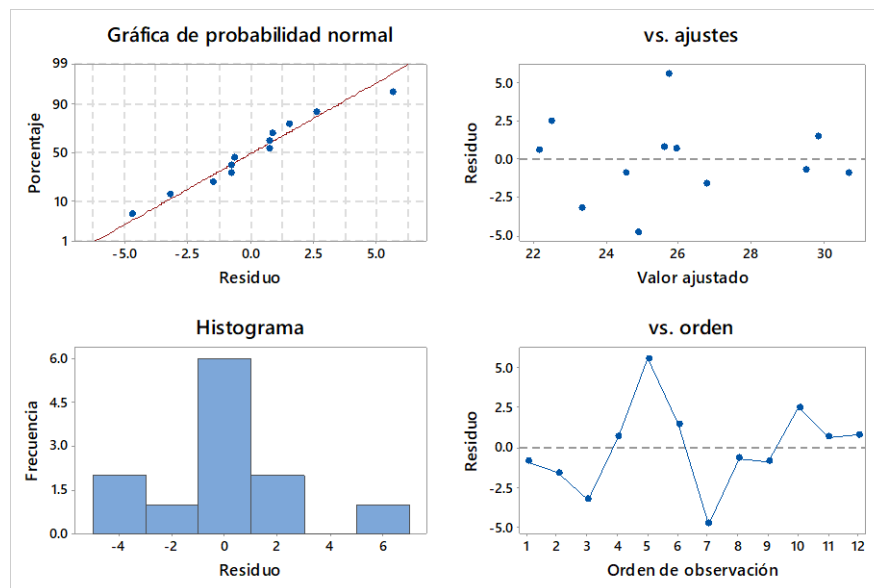 Gráfica de probabilidad normal
99
90
50
10
1
Porcentaje
-5.0 -2.5 0.0 2.5 5.0
Residuo
vs. ajustes
5.0
2.5
0.0
-2.5
-5.0
Residuo
22 24 26 28 30
Valor ajustado
Histograma
6.0
4.5
3.0
1.5
0.0
Frecuencia
-4 -2 0 2 4 6
Residuo
vs. orden
5.0
2.5
0.0
-2.5
-5.0
Residuo
1 2 3 4 5 6 7 8 9 10 11 12
Orden de observación